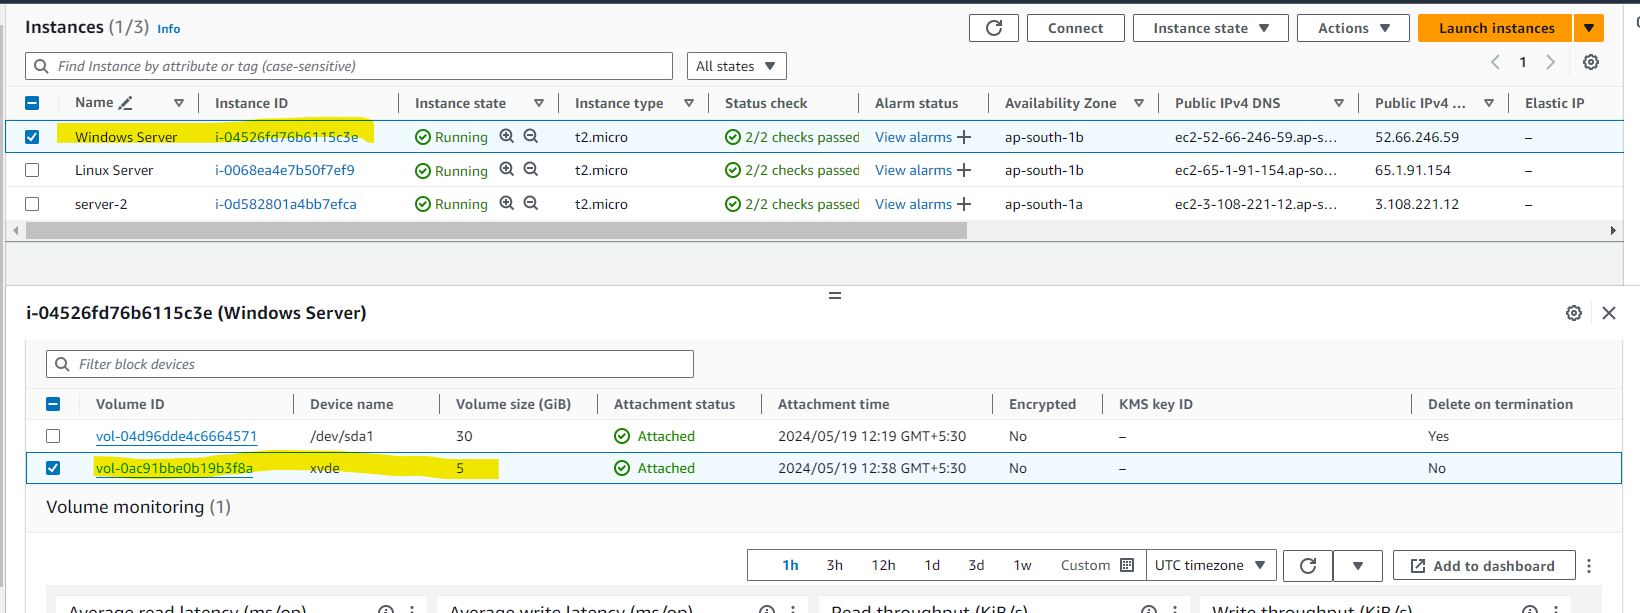 Instances (1/3) Info
Connect Instance state Actions Launch instances
Find Instance by attribute or tag (case-sensitive) All states 1
Name Instance ID Instance state Instance type Status check Alarm status Availability Zone Public IPv4 DNS Public IPv4 ... Elastic IP
Windows Server i-04526fd76b6115c3e Running t2.micro 2/2 checks passed View alarms ap-south-1b ec2-52-66-246-59.ap-s... 52.66.246.59 –
Linux Server i-0068ea4e7b50f7ef9 Running t2.micro 2/2 checks passed View alarms ap-south-1b ec2-65-1-91-154.ap-so... 65.1.91.154 –
server-2 i-0d582801a4bb7efca Running t2.micro 2/2 checks passed View alarms ap-south-1a ec2-3-108-221-12.ap-s... 3.108.221.12 –
i-04526fd76b6115c3e (Windows Server)
Filter block devices
Volume ID Device name Volume size (GiB) Attachment status Attachment time Encrypted KMS key ID Delete on termination
vol-04d96dde4c6664571 /dev/sda1 30 Attached 2024/05/19 12:19 GMT+5:30 No – Yes
vol-0ac91bbe0b19b3f8a xvde 5 Attached 2024/05/19 12:38 GMT+5:30 No – No
Volume monitoring (1)
1h 3h 12h 1d 3d 1w Custom UTC timezone Add to dashboard
Average read latency (ms/op) Average write latency (ms/op) Read throughput (KiB/s) Write throughput (KiB/s)